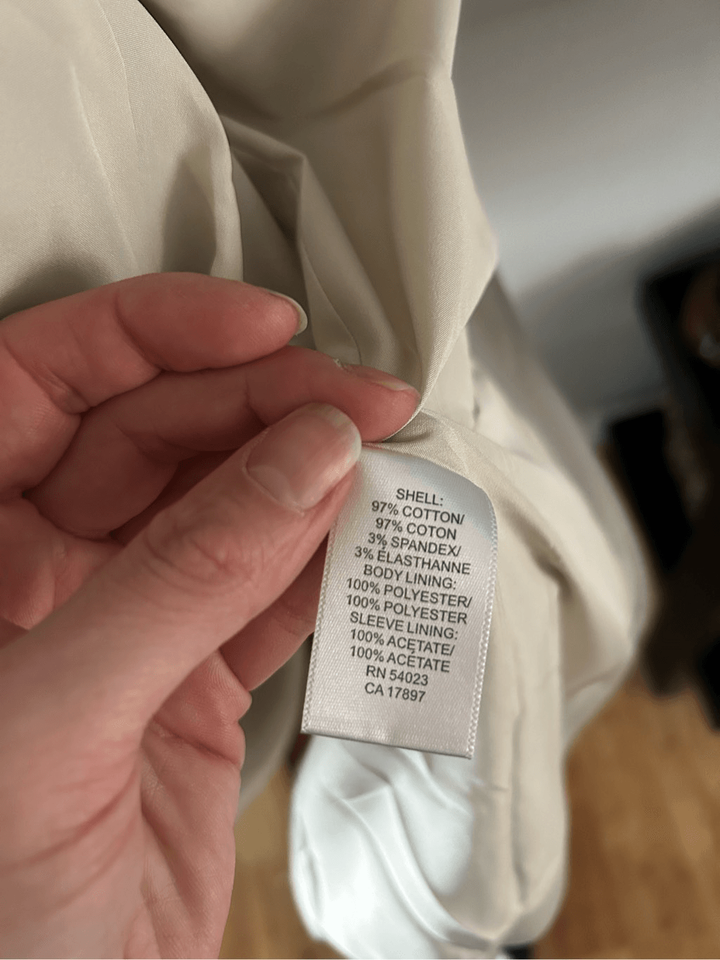 SHELL:
97% COTTON/
97% COTON
3% SPANDEX/
3% ÉLASTHANNE
BODY LINING:
100% POLYESTER/
100% POLYESTER
SLEEVE LINING:
100% ACETATE/
100% ACÉTATE
RN 54023
CA 17897